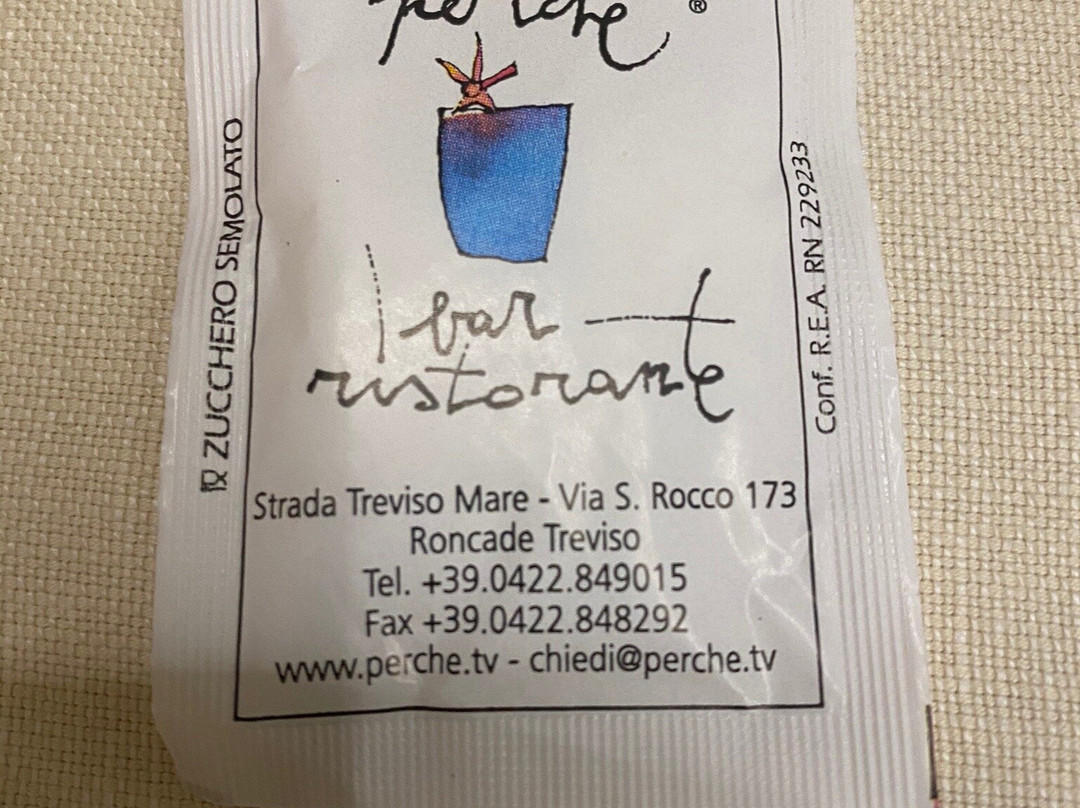 perche ®
bar
ristorante
Strada Treviso Mare - Via S. Rocco 173
Roncade Treviso
Tel. +39.0422.849015
Fax +39.0422.848292
www.perche.tv - chiedi@perche.tv
ZUCCHERO SEMOLATO
Conf. R.E.A. RN 229233